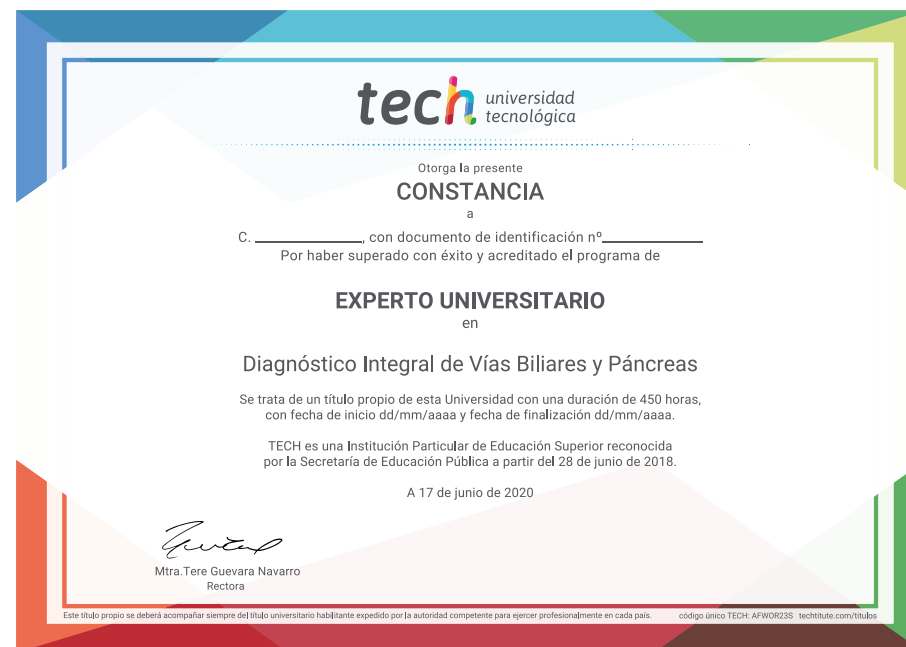 tech universidad
tecnológica
Otorga la presente
CONSTANCIA
a
C. ____________, con documento de identificación nº____________
Por haber superado con éxito y acreditado el programa de
EXPERTO UNIVERSITARIO
en
Diagnóstico Integral de Vías Biliares y Páncreas
Se trata de un título propio de esta Universidad con una duración de 450 horas,
con fecha de inicio dd/mm/aaaa y fecha de finalización dd/mm/aaaa.
TECH es una Institución Particular de Educación Superior reconocida
por la Secretaría de Educación Pública a partir del 28 de junio de 2018.
A 17 de junio de 2020
Mtra.Tere Guevara Navarro
Rectora
Este título propio se deberá acompañar siempre del título universitario habilitante expedido por la autoridad competente para ejercer profesionalmente en cada país. código único TECH: AFWOR23S techtitute.com/titulos